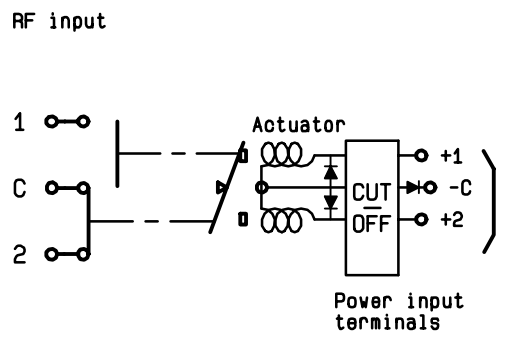 RF input
Actuator
1
+1
C
CUT
-C
OFF
+2
2
Power input
terminals